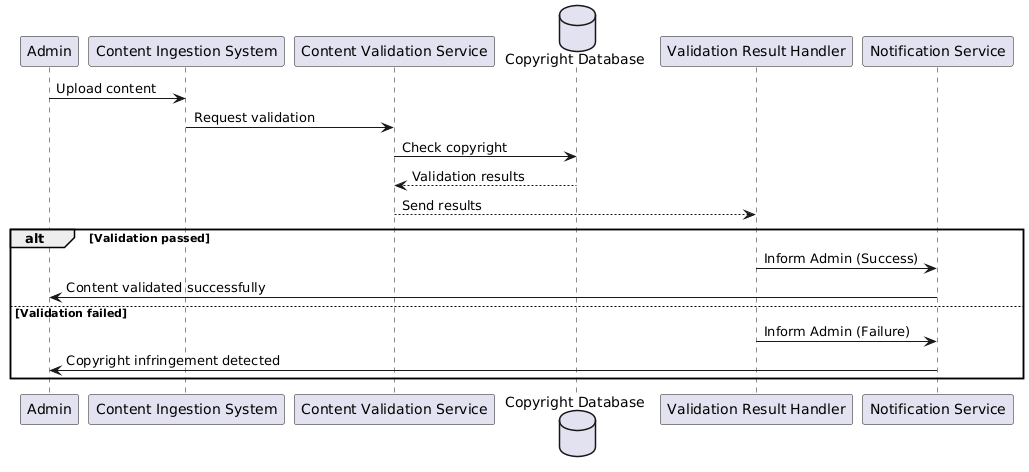 Admin
Content Ingestion System
Content Validation Service
Copyright Database
Validation Result Handler
Notification Service
Upload content
Request validation
Check copyright
Validation results
Send results
alt
[Validation passed]
Inform Admin (Success)
Content validated successfully
[Validation failed]
Inform Admin (Failure)
Copyright infringement detected
Admin
Content Ingestion System
Content Validation Service
Copyright Database
Validation Result Handler
Notification Service